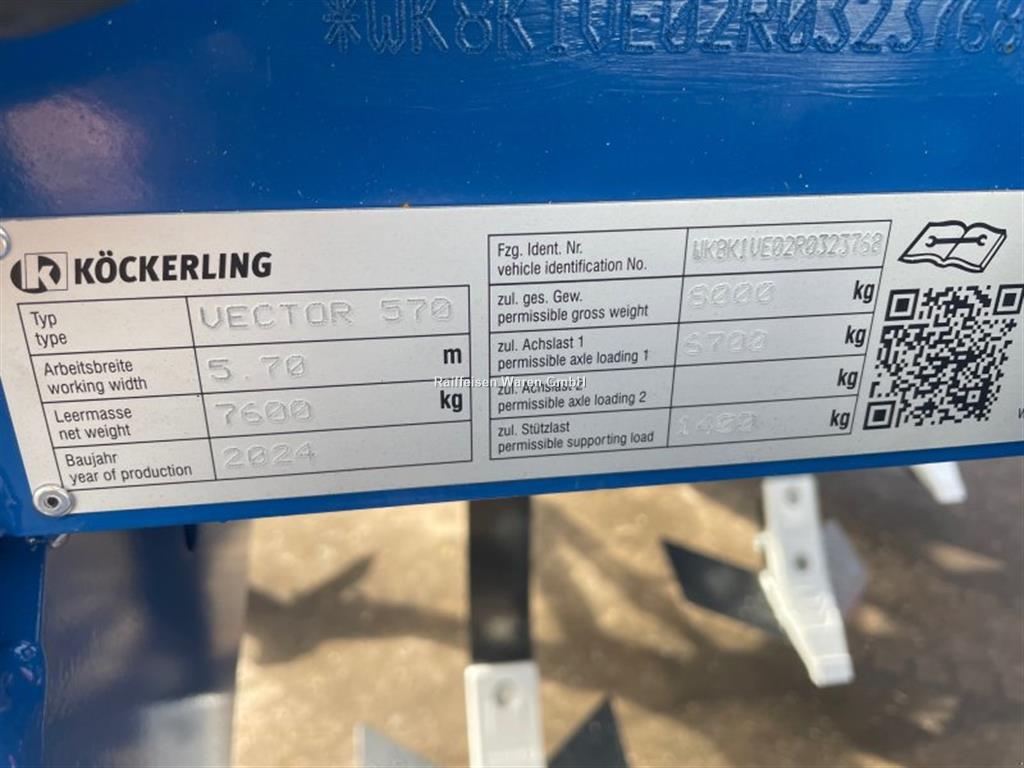 *WK8K1VE02R0323768
KÖCKERLING
Typ
type
VECTOR 570
Arbeitsbreite
working width
5.70 m
Leermasse
net weight
7600 kg
Baujahr
year of production
2024
Fzg. Ident. Nr.
vehicle identification No.
WK8K1VE02R0323768
zul. ges. Gew.
permissible gross weight
8000 kg
zul. Achslast 1
permissible axle loading 1
6700 kg
zul. Achslast 2
permissible axle loading 2
kg
zul. Stützlast
permissible supporting load
1400 kg
Raiffeisen Waren GmbH